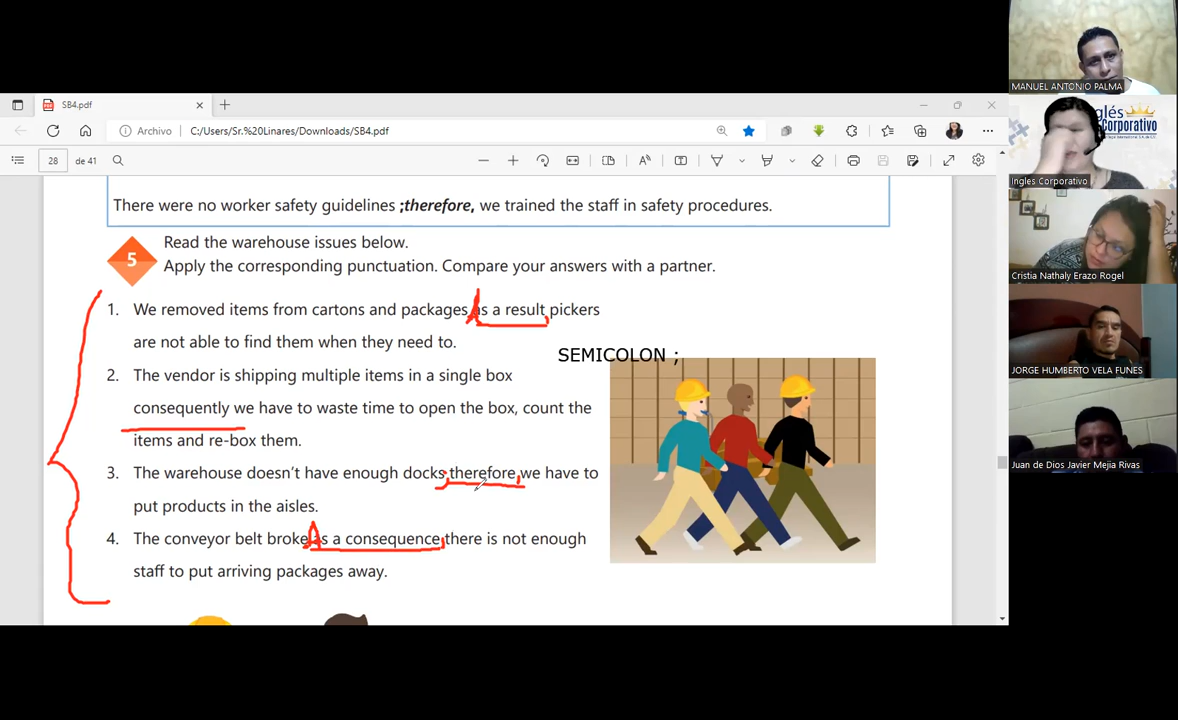 SB4.pdf
Archivo
C:/Users/Sr.%20Linares/Downloads/SB4.pdf
28
de 41
There were no worker safety guidelines ;therefore, we trained the staff in safety procedures.
5
Read the warehouse issues below.
Apply the corresponding punctuation. Compare your answers with a partner.
1. We removed items from cartons and packages As a result, pickers
are not able to find them when they need to.
SEMICOLON ;
2. The vendor is shipping multiple items in a single box
consequently we have to waste time to open the box, count the
items and re-box them.
3. The warehouse doesn't have enough docks;therefore, we have to
put products in the aisles.
4. The conveyor belt broke As a consequence, there is not enough
staff to put arriving packages away.
MANUEL ANTONIO PALMA
glés
Corporativo
Ingles Corporativo
Cristia Nathaly Erazo Rogel
JORGE HUMBERTO VELA FUNES
Juan de Dios Javier Mejia Rivas